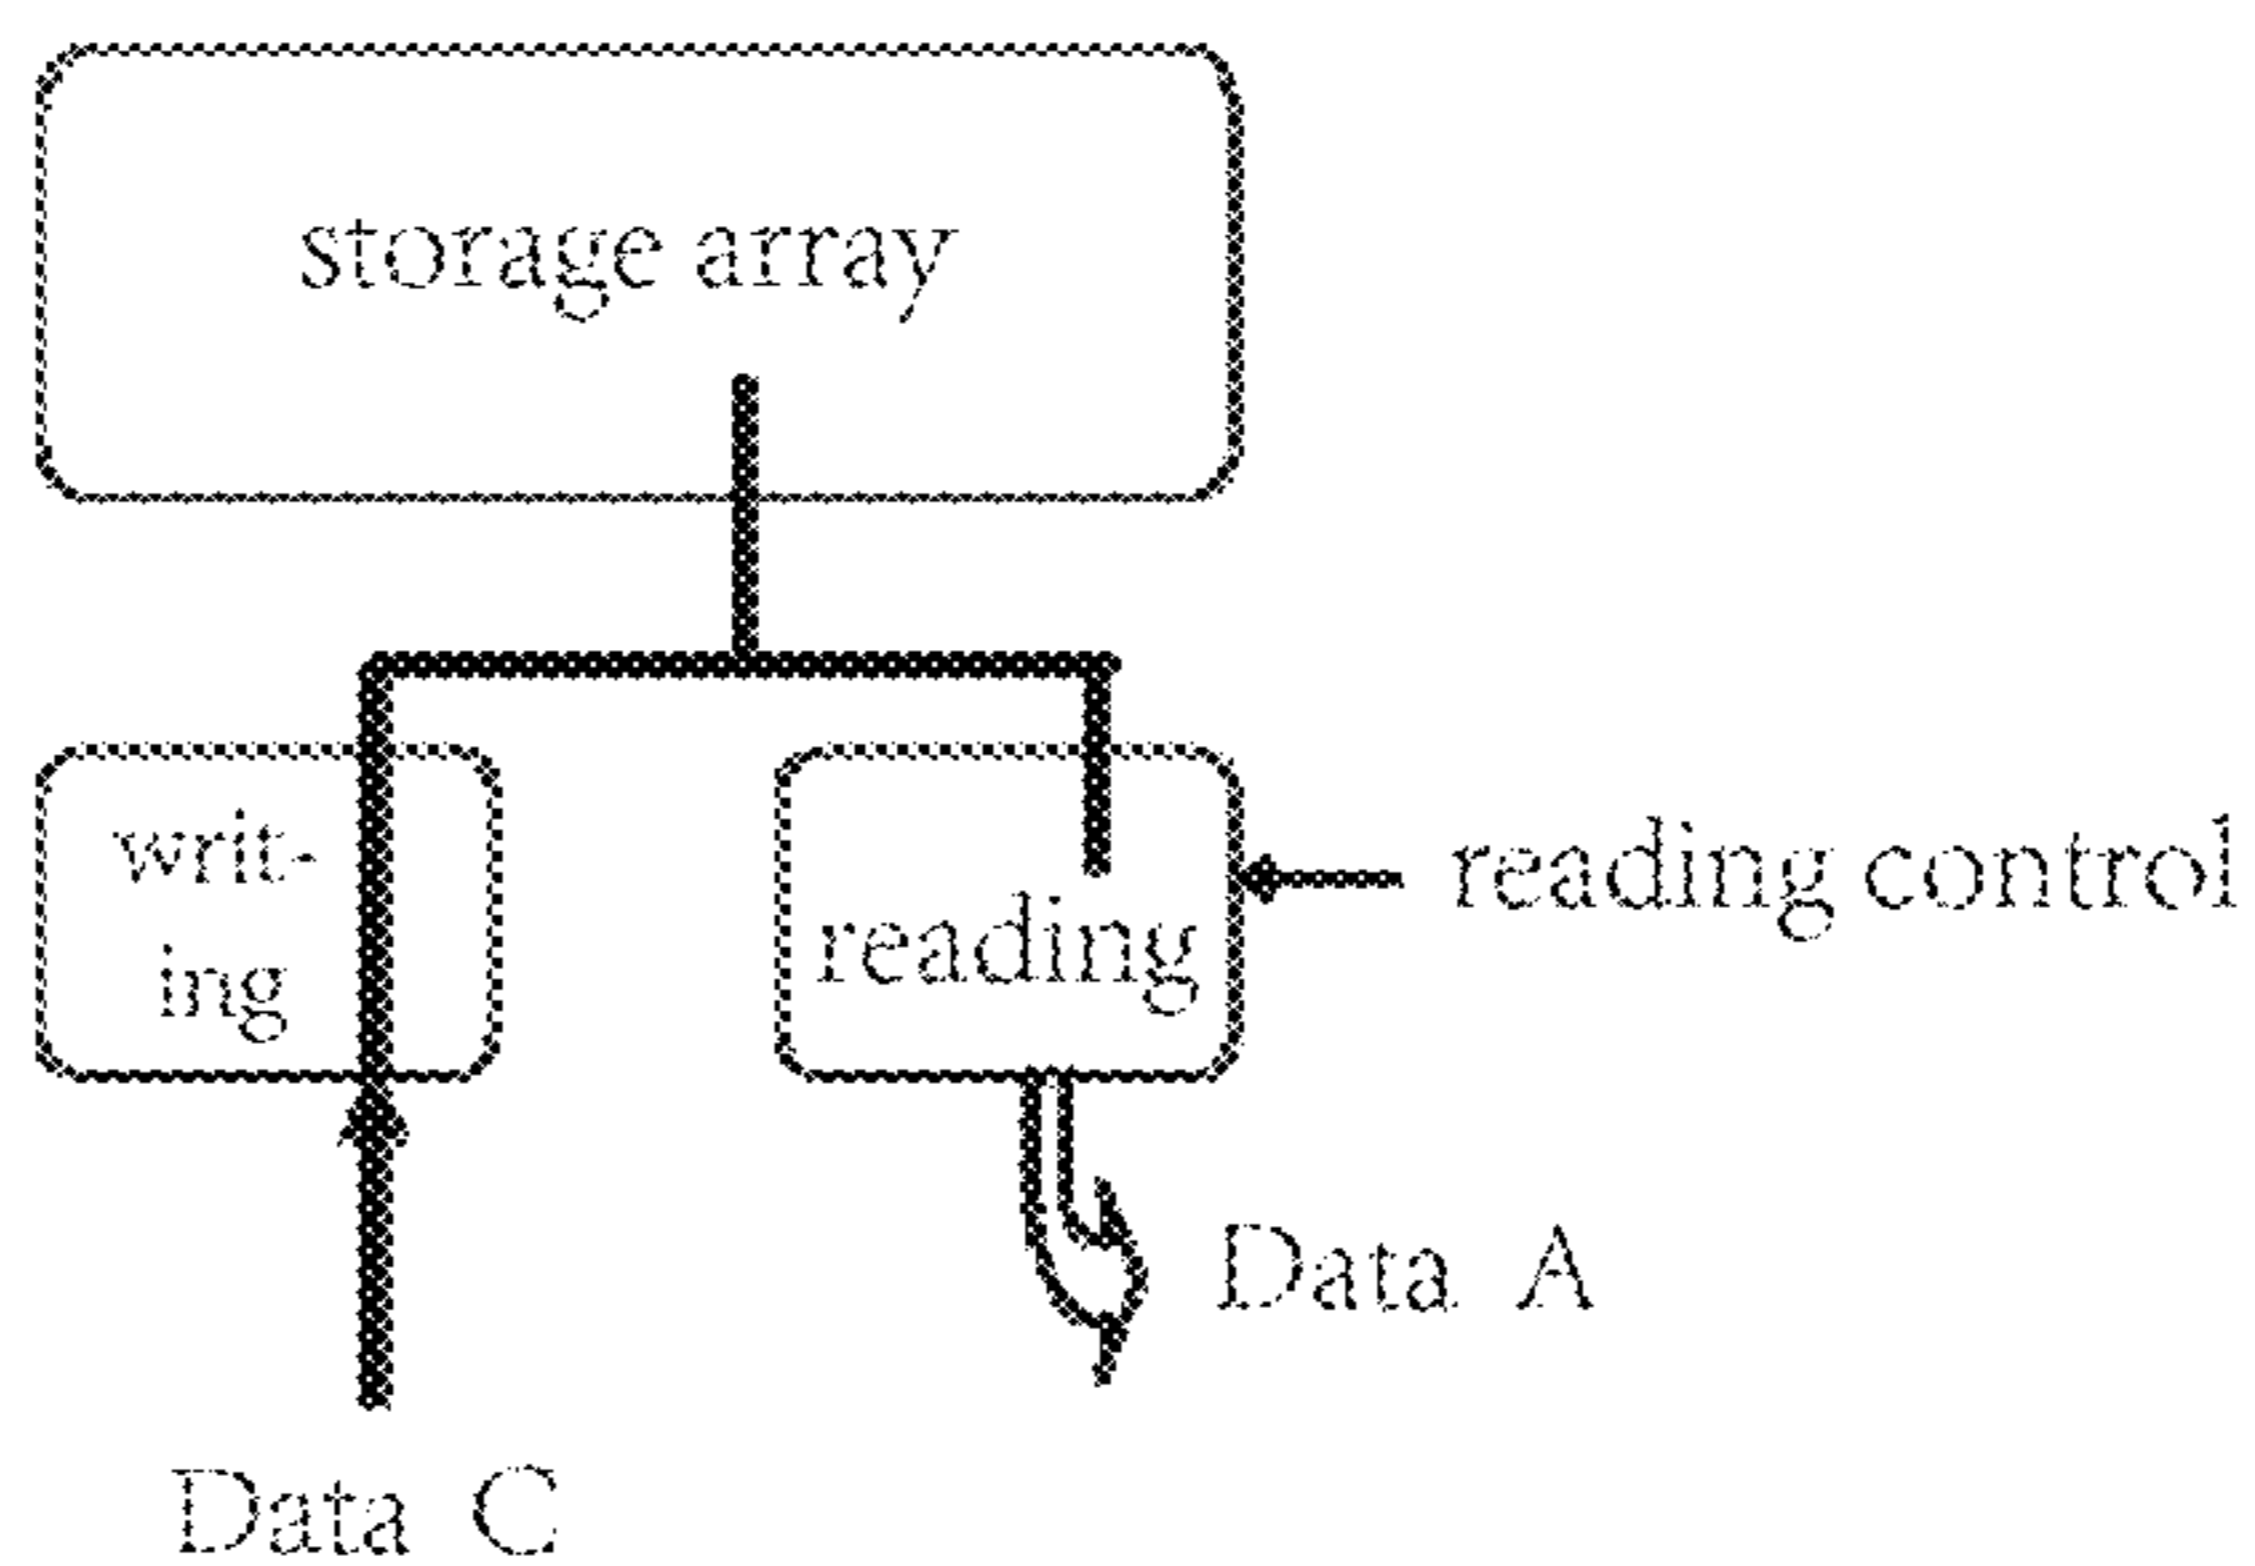 storage array
writ-
ing
reading
reading control
Data A
Data C